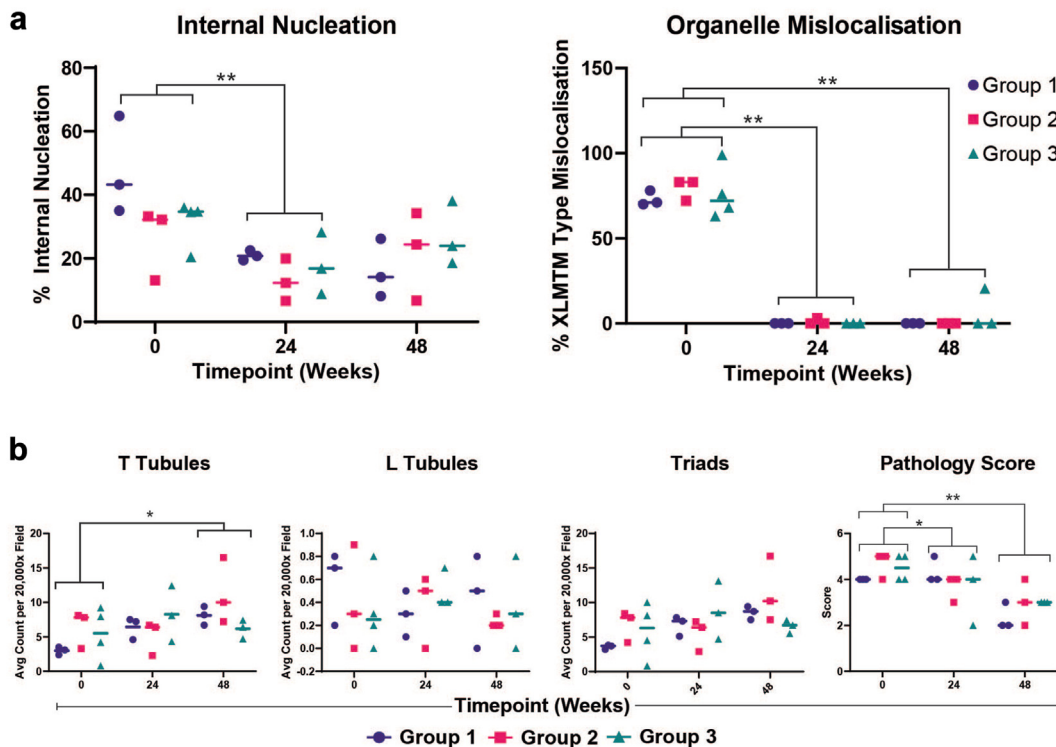 a
Internal Nucleation
% Internal Nucleation
80
60
40
20
0
**
0 24 48
Timepoint (Weeks)
Organelle Mislocalisation
% XLMTM Type Mislocalisation
150
100
50
0
**
**
0 24 48
Timepoint (Weeks)
Group 1
Group 2
Group 3
b
T Tubules
Avg Count per 20,000x Field
20
15
10
5
0
*
0 24 48
L Tubules
Avg Count per 20,000x Field
1.0
0.8
0.6
0.4
0.2
0.0
-0.2
0 24 48
Triads
Avg Count per 20,000x Field
20
15
10
5
0
0 24 48
Pathology Score
Score
6
4
2
0
**
*
0 24 48
Timepoint (Weeks)
Group 1 Group 2 Group 3